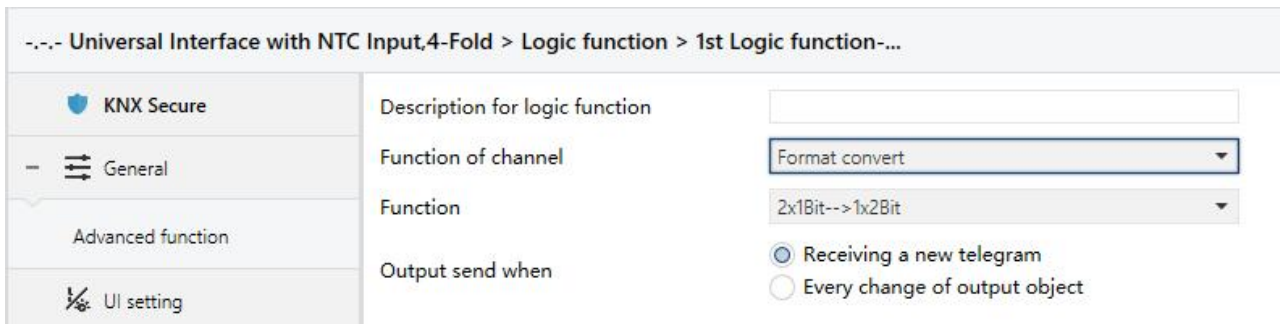 -.-.- Universal Interface with NTC Input,4-Fold > Logic function > 1st Logic function-...
KNX Secure
General
Advanced function
UI setting
Description for logic function
Function of channel
Format convert
Function
2x1Bit-->1x2Bit
Output send when
Receiving a new telegram
Every change of output object